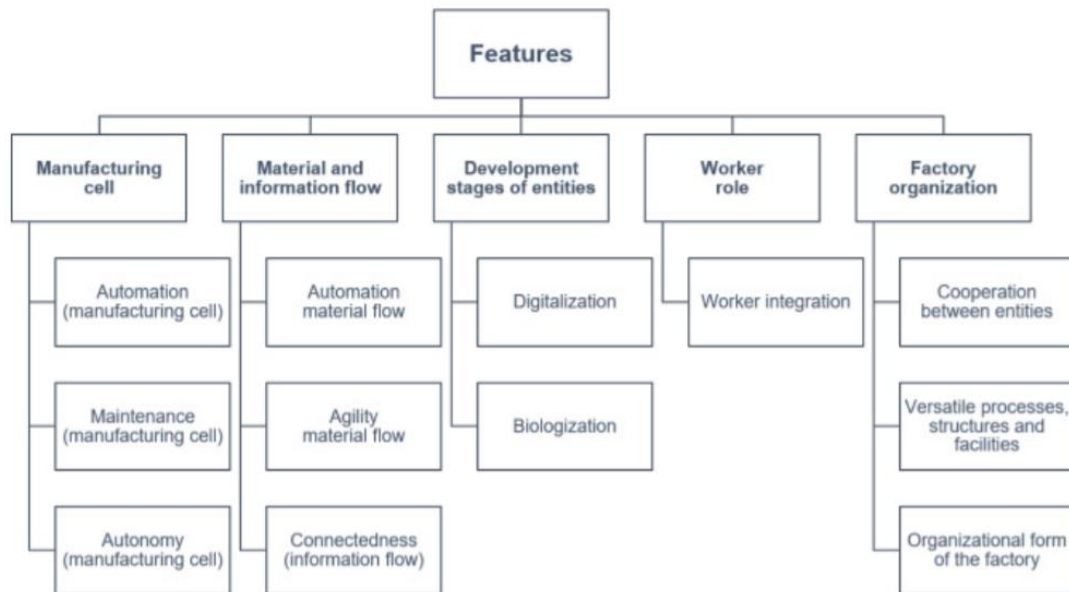 Features
Manufacturing
cell
Material and
information flow
Development
stages of entities
Worker
role
Factory
organization
Automation
(manufacturing cell)
Automation
material flow
Digitalization
Worker integration
Cooperation
between entities
Maintenance
(manufacturing cell)
Agility
material flow
Biologization
Versatile processes,
structures and
facilities
Autonomy
(manufacturing cell)
Connectedness
(information flow)
Organizational form
of the factory